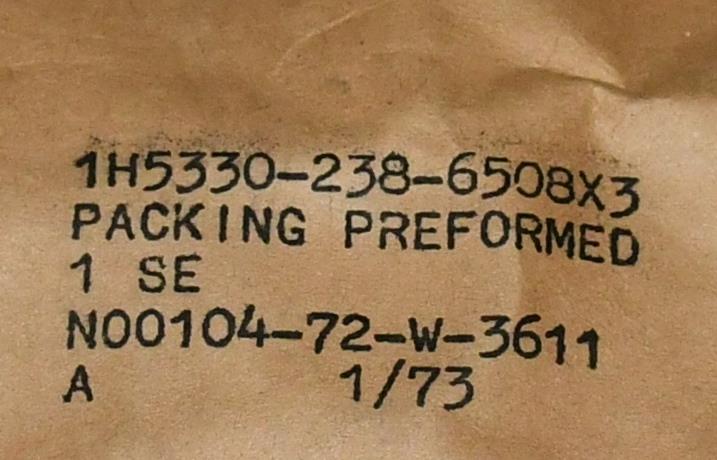 1H5330-238-6508X3
PACKING PREFORMED
1 SE
N00104-72-W-3611
A 1/73